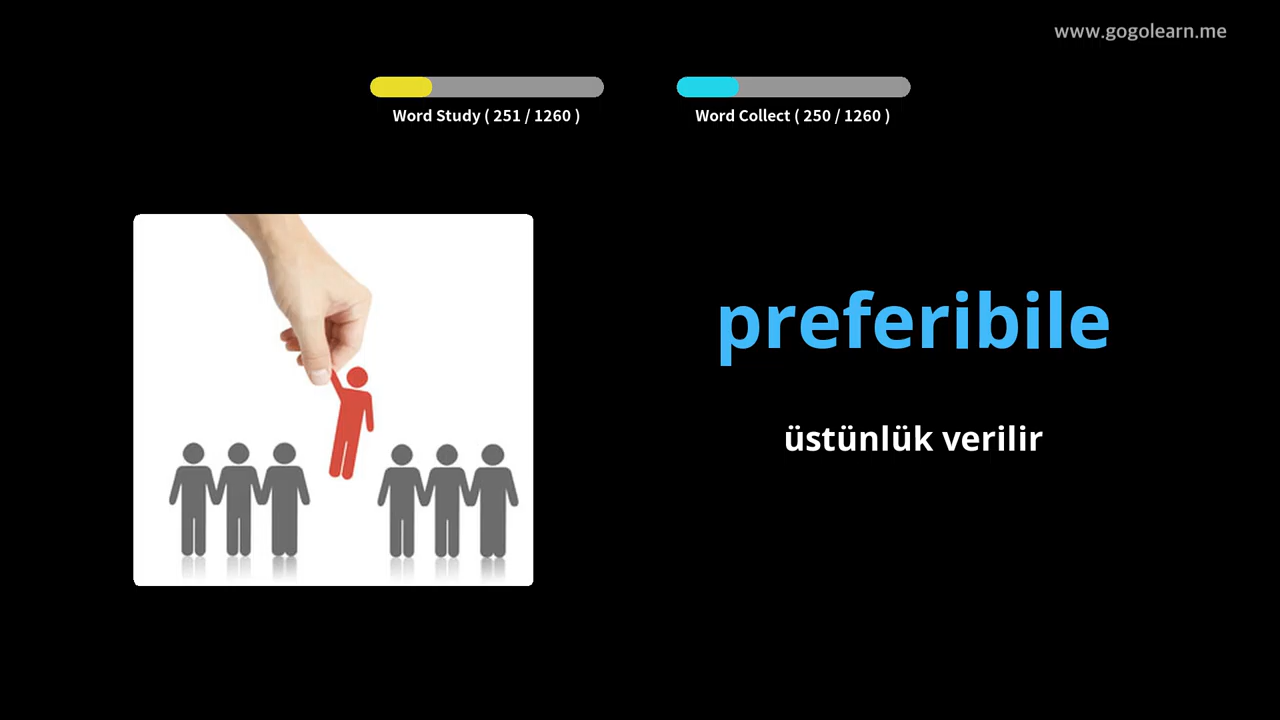 www.gogolearn.me
Word Study ( 251 / 1260 )
Word Collect ( 250 / 1260 )
preferibile
üstünlük verilir